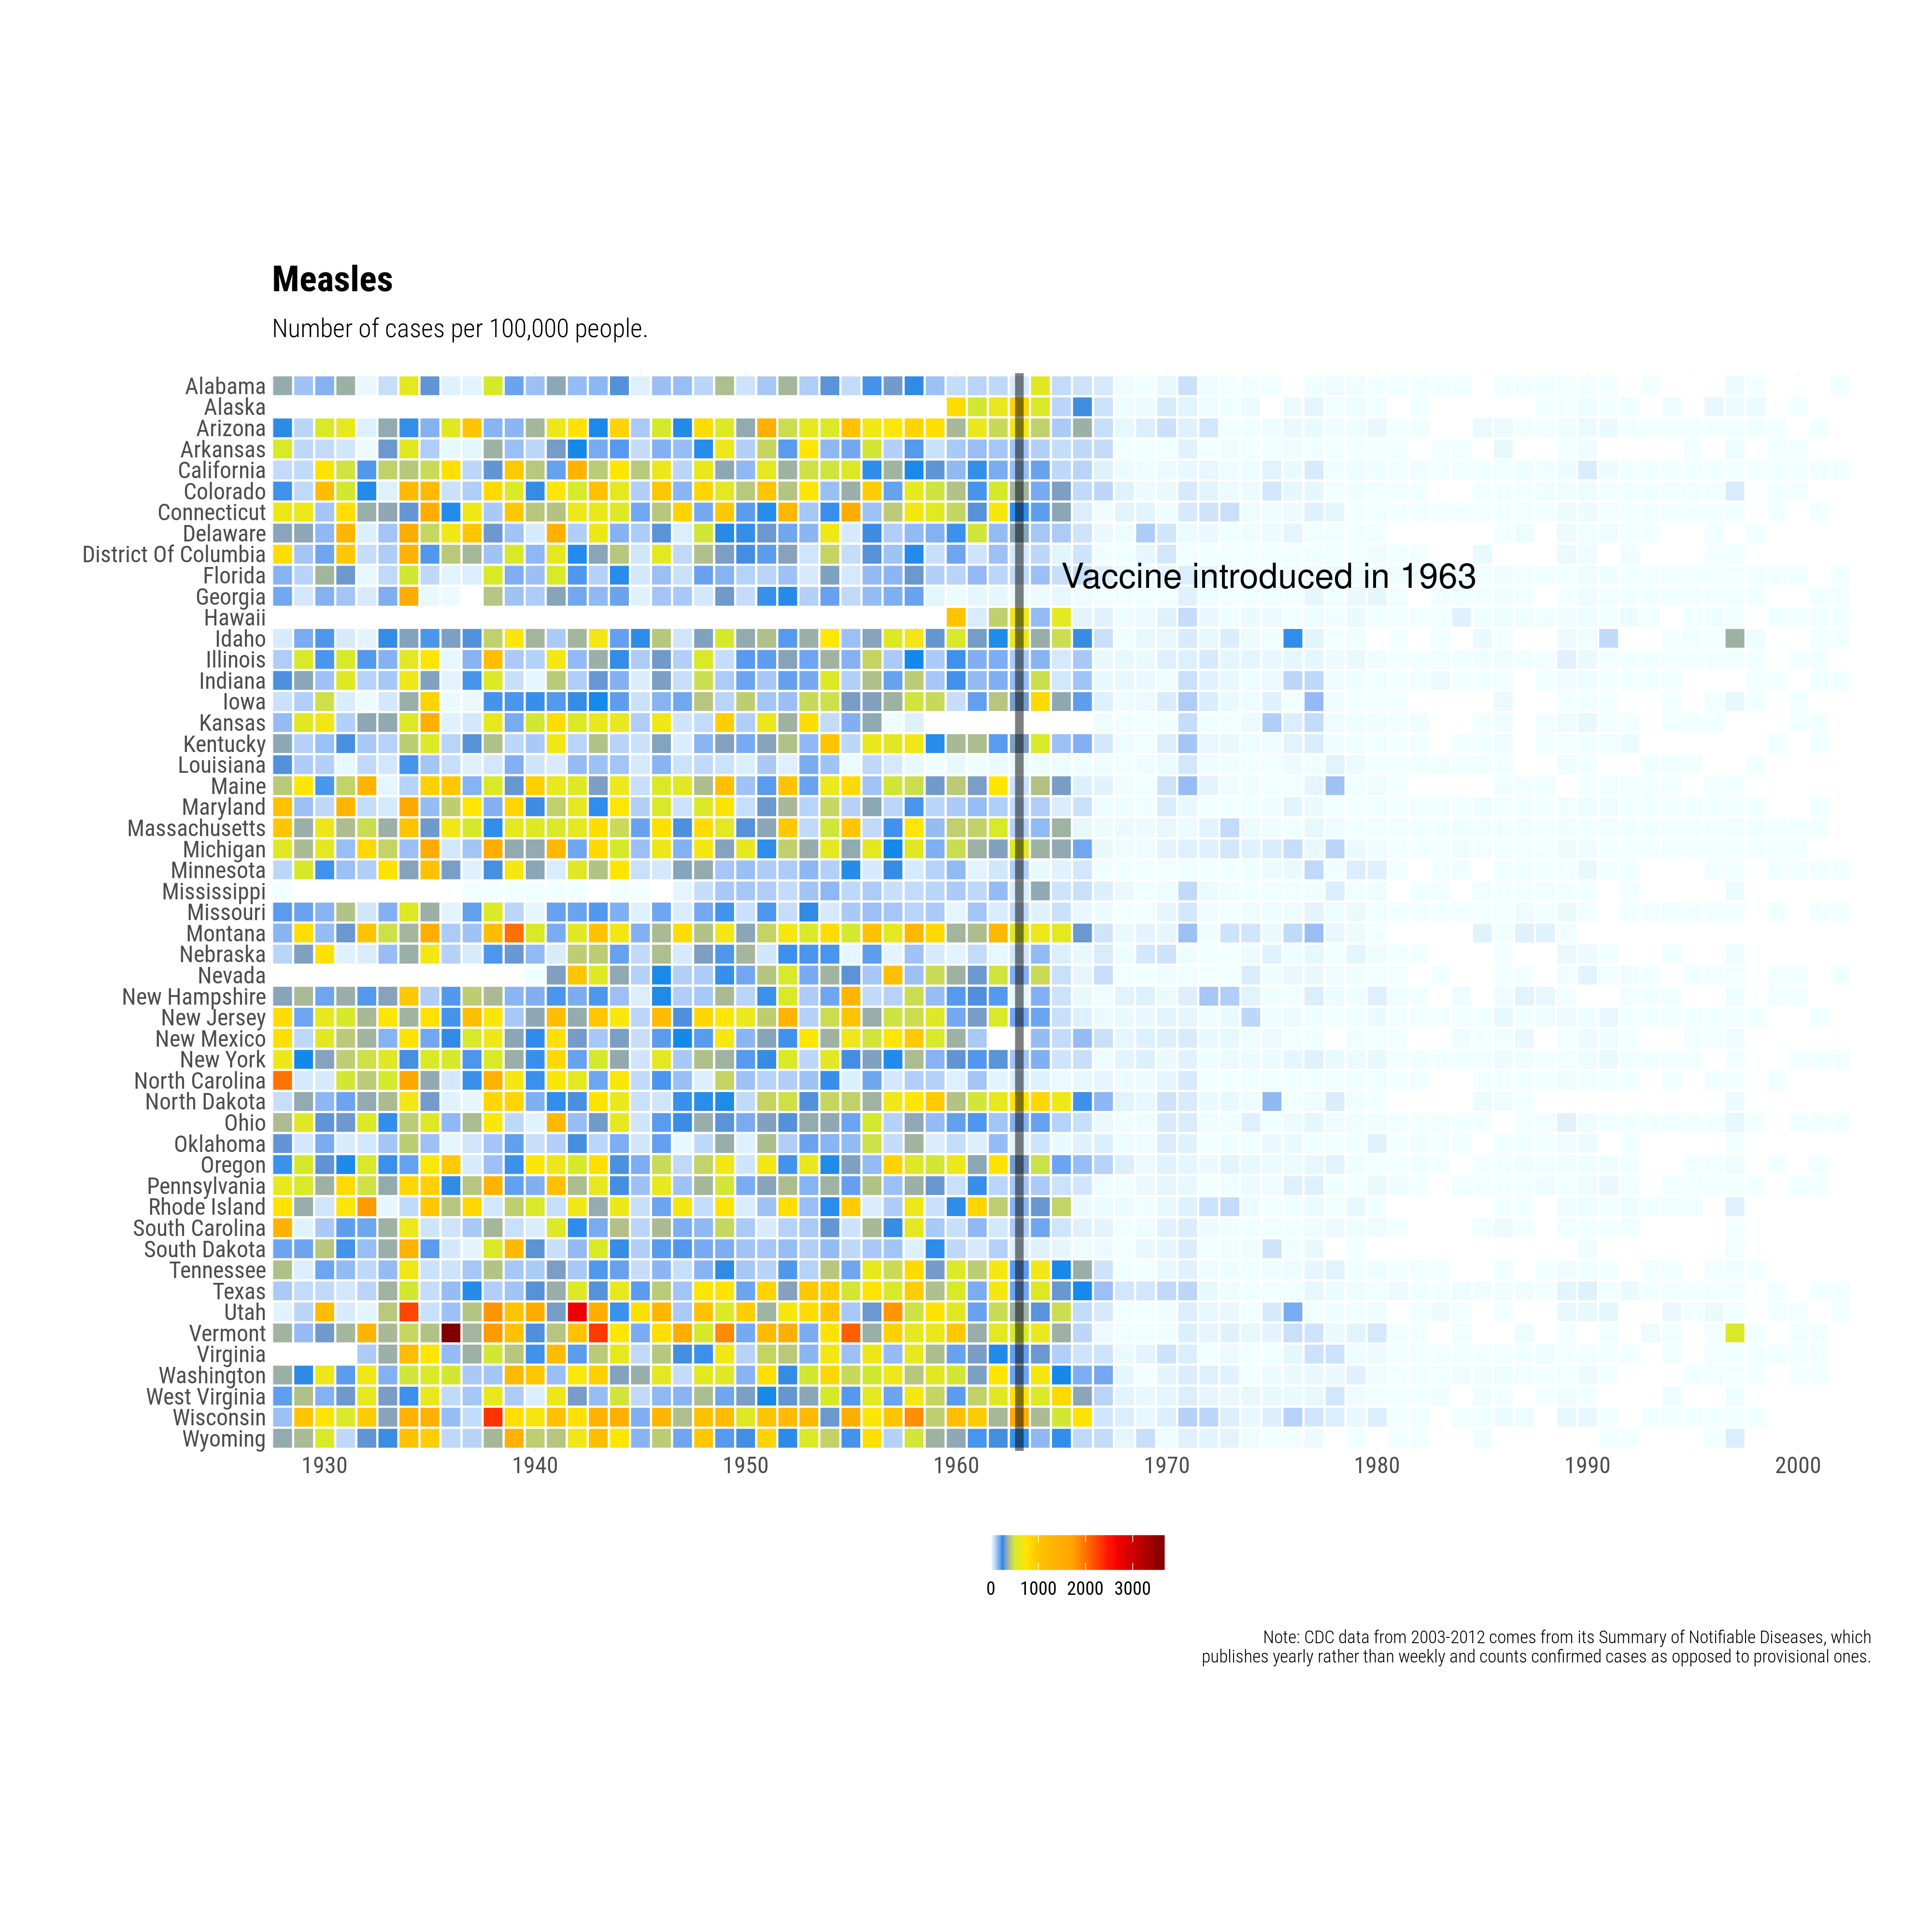 Measles
Number of cases per 100,000 people.
Alabama
Alaska
Arizona
Arkansas
California
Colorado
Connecticut
Delaware
District Of Columbia
Florida
Vaccine introduced in 1963
Georgia
Hawaii
Idaho
Illinois
Indiana
Iowa
Kansas
Kentucky
Louisiana
Maine
Maryland
Massachusetts
Michigan
Minnesota
Mississippi
Missouri
Montana
Nebraska
Nevada
New Hampshire
New Jersey
New Mexico
New York
North Carolina
North Dakota
Ohio
Oklahoma
Oregon
Pennsylvania
Rhode Island
South Carolina
South Dakota
Tennessee
Texas
Utah
Vermont
Virginia
Washington
West Virginia
Wisconsin
Wyoming
1930 1940 1950 1960 1970 1980 1990 2000
0 1000 2000 3000
Note: CDC data from 2003-2012 comes from its Summary of Notifiable Diseases, which
publishes yearly rather than weekly and counts confirmed cases as opposed to provisional ones.